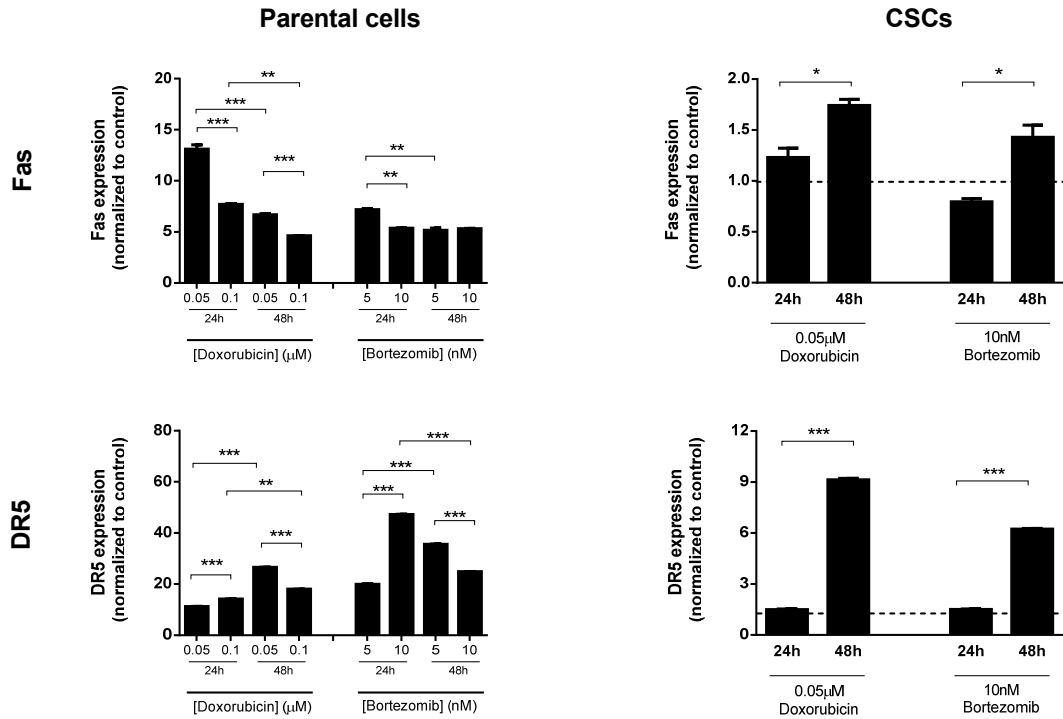 Parental cells
CSCs
Fas
Fas expression
(normalized to control)
20
15
10
5
0
**
***
***
***
**
**
0.05 0.1 0.05 0.1 5 10 5 10
24h 48h 24h 48h
[Doxorubicin] (μM) [Bortezomib] (nM)
Fas expression
(normalized to control)
2.0
1.5
1.0
0.5
0.0
* *
24h 48h 24h 48h
0.05μM 10nM
Doxorubicin Bortezomib
DR5
DR5 expression
(normalized to control)
80
60
40
20
0
***
***
***
**
***
***
***
***
0.05 0.1 0.05 0.1 5 10 5 10
24h 48h 24h 48h
[Doxorubicin] (μM) [Bortezomib] (nM)
DR5 expression
(normalized to control)
12
9
6
3
0
***
***
24h 48h 24h 48h
0.05μM 10nM
Doxorubicin Bortezomib